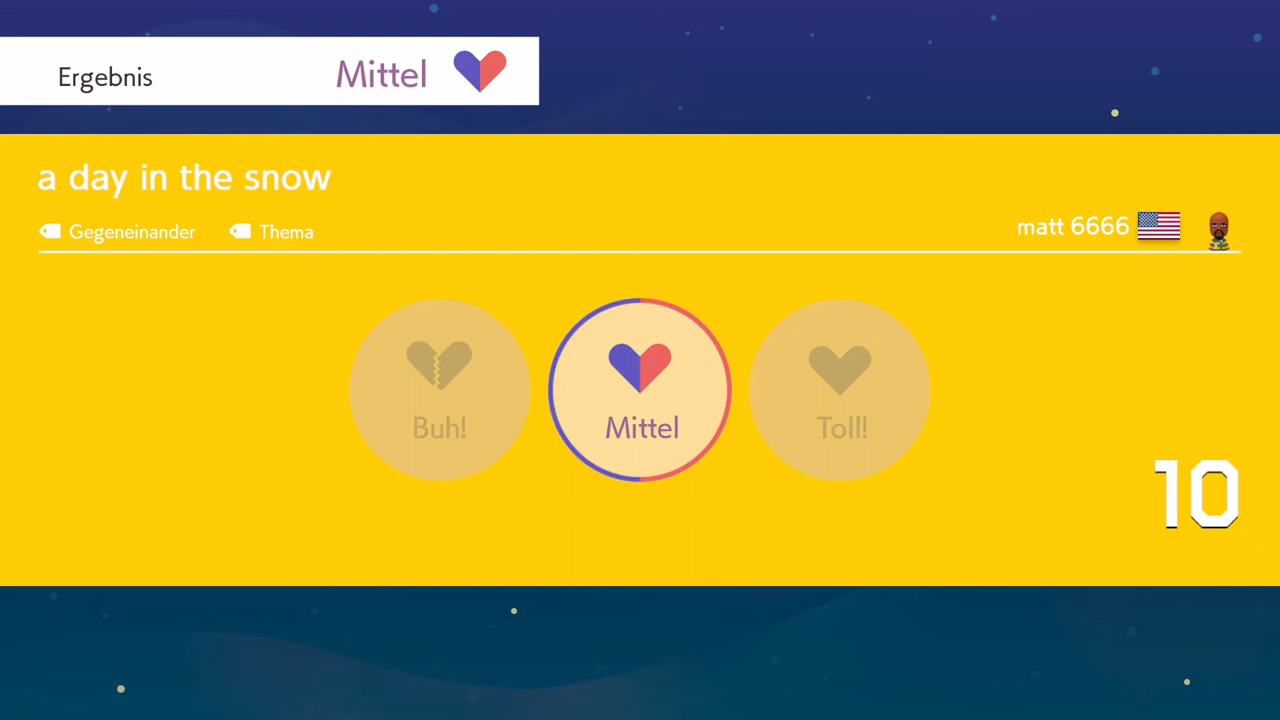 Ergebnis Mittel
a day in the snow
Gegeneinander Thema matt 6666
Buh! Mittel Toll!
10